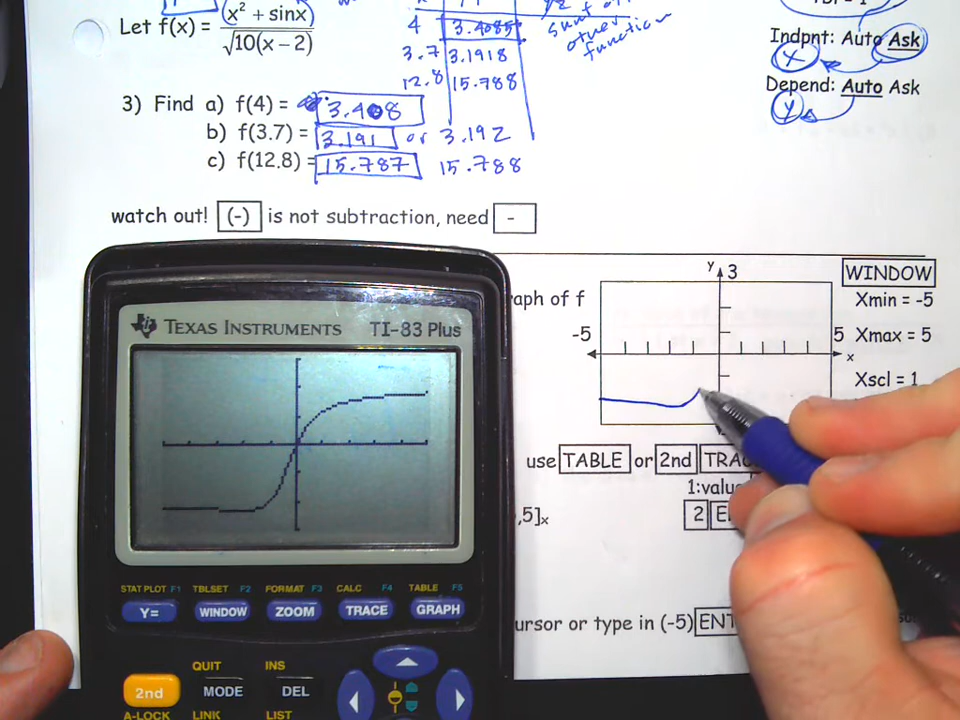 (x² + sinx)
Let f(x) = √10(x – 2)
4 3.4085
3.7 3.1918
12.8 15.788
other
function
Indpnt: Auto Ask
X
Depend: Auto Ask
y
3) Find a) f(4) = 3.408
b) f(3.7) = 3.191 or 3.192
c) f(12.8) = 15.787 15.788
watch out! (-) is not subtraction, need -
aph of f
y 3
-5 5
x
WINDOW
Xmin = -5
Xmax = 5
Xscl = 1
TEXAS INSTRUMENTS TI-83 Plus
use TABLE or 2nd TRAC
1:value
,5]ₓ 2 E
ursor or type in (-5) ENT
STAT PLOT F1 TBLSET F2 FORMAT F3 CALC F4 TABLE F5
Y= WINDOW ZOOM TRACE GRAPH
QUIT INS
2nd MODE DEL
A-LOCK LINK LIST